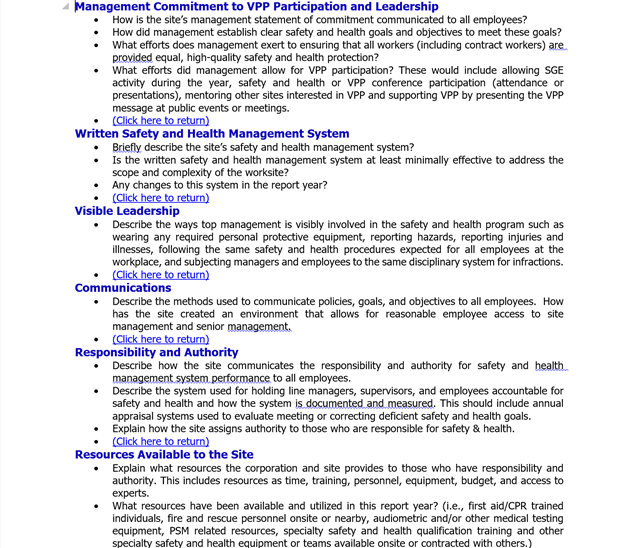 Management Commitment to VPP Participation and Leadership
• How is the site's management statement of commitment communicated to all employees?
• How did management establish clear safety and health goals and objectives to meet these goals?
• What efforts does management exert to ensuring that all workers (including contract workers) are
provided equal, high-quality safety and health protection?
• What efforts did management allow for VPP participation? These would include allowing SGE
activity during the year, safety and health or VPP conference participation (attendance or
presentations), mentoring other sites interested in VPP and supporting VPP by presenting the VPP
message at public events or meetings.
• (Click here to return)
Written Safety and Health Management System
• Briefly describe the site's safety and health management system?
• Is the written safety and health management system at least minimally effective to address the
scope and complexity of the worksite?
• Any changes to this system in the report year?
• (Click here to return)
Visible Leadership
• Describe the ways top management is visibly involved in the safety and health program such as
wearing any required personal protective equipment, reporting hazards, reporting injuries and
illnesses, following the same safety and health procedures expected for all employees at the
workplace, and subjecting managers and employees to the same disciplinary system for infractions.
• (Click here to return)
Communications
• Describe the methods used to communicate policies, goals, and objectives to all employees. How
has the site created an environment that allows for reasonable employee access to site
management and senior management.
• (Click here to return)
Responsibility and Authority
• Describe how the site communicates the responsibility and authority for safety and health
management system performance to all employees.
• Describe the system used for holding line managers, supervisors, and employees accountable for
safety and health and how the system is documented and measured. This should include annual
appraisal systems used to evaluate meeting or correcting deficient safety and health goals.
• Explain how the site assigns authority to those who are responsible for safety & health.
• (Click here to return)
Resources Available to the Site
• Explain what resources the corporation and site provides to those who have responsibility and
authority. This includes resources as time, training, personnel, equipment, budget, and access to
experts.
• What resources have been available and utilized in this report year? (i.e., first aid/CPR trained
individuals, fire and rescue personnel onsite or nearby, audiometric and/or other medical testing
equipment, PSM related resources, specialty safety and health qualification training and other
specialty safety and health equipment or teams available onsite or contracted with others.)